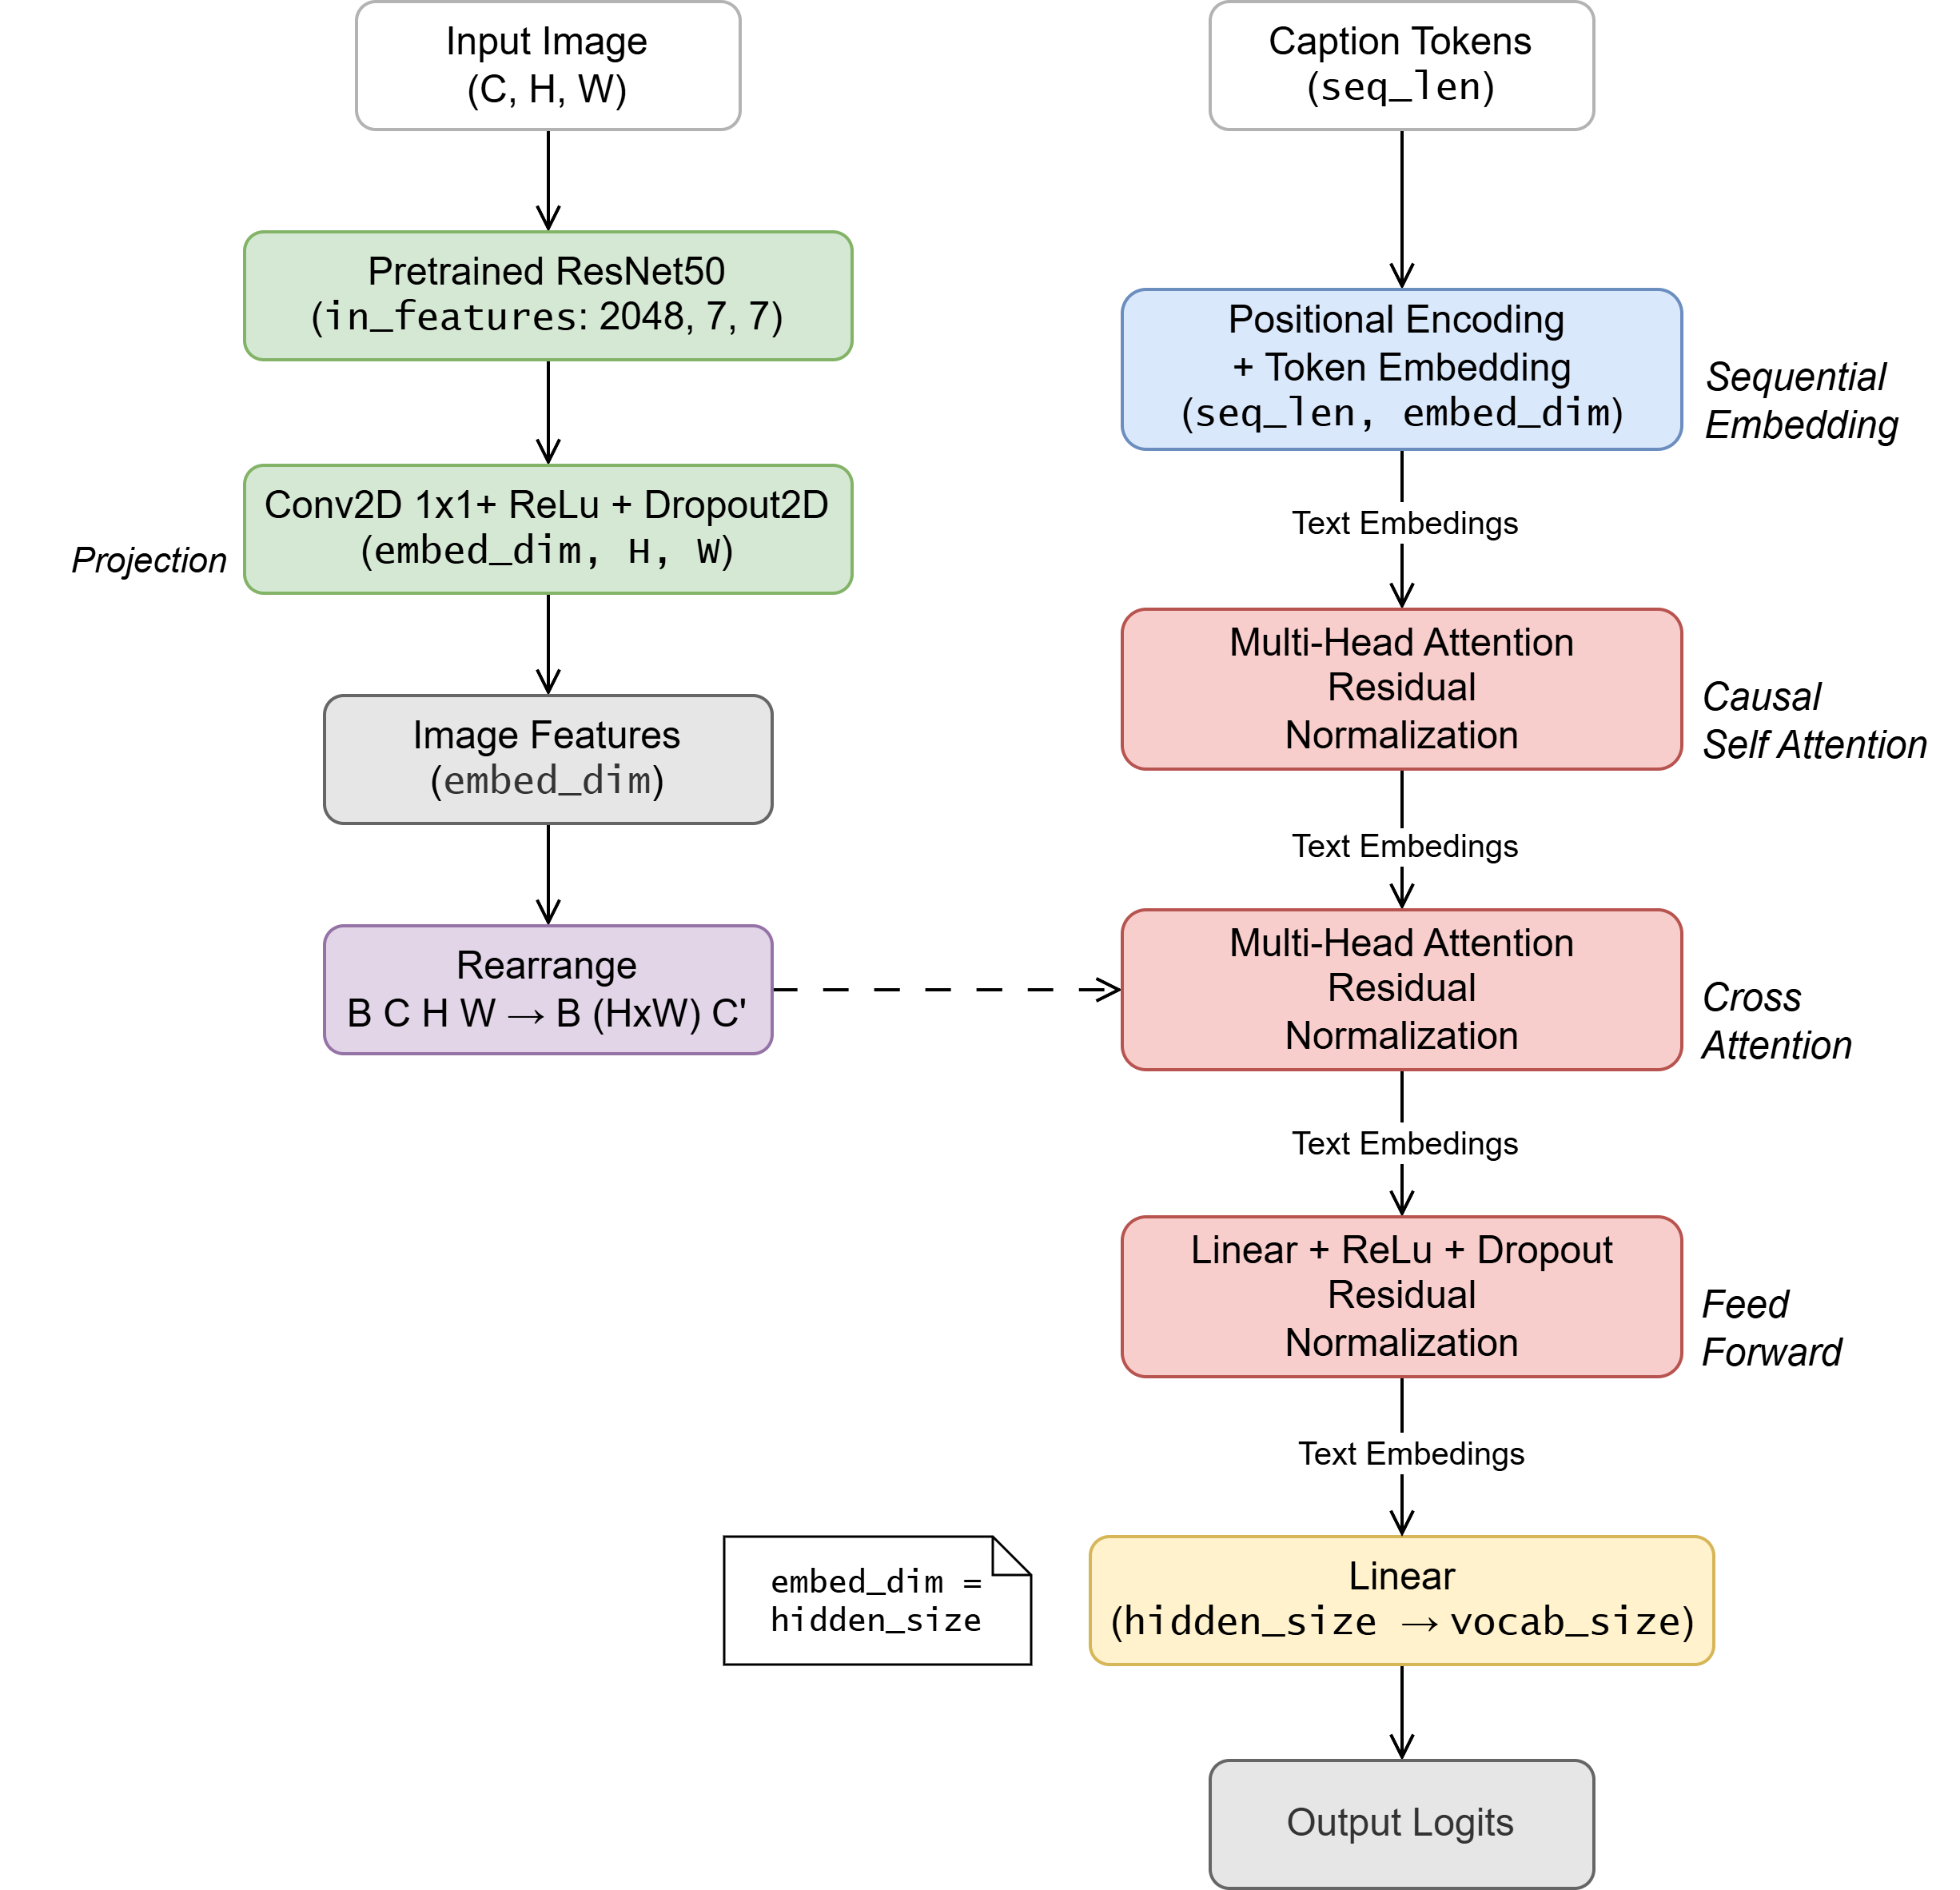 Input Image
(C, H, W)
Pretrained ResNet50
(in_features: 2048, 7, 7)
Projection
Conv2D 1x1+ ReLu + Dropout2D
(embed_dim, H, W)
Image Features
(embed_dim)
Rearrange
B C H W → B (HxW) C'
Caption Tokens
(seq_len)
Positional Encoding
+ Token Embedding
(seq_len, embed_dim)
Sequential
Embedding
Text Embedings
Multi-Head Attention
Residual
Normalization
Causal
Self Attention
Text Embedings
Multi-Head Attention
Residual
Normalization
Cross
Attention
Text Embedings
Linear + ReLu + Dropout
Residual
Normalization
Feed
Forward
Text Embedings
embed_dim =
hidden_size
Linear
(hidden_size → vocab_size)
Output Logits